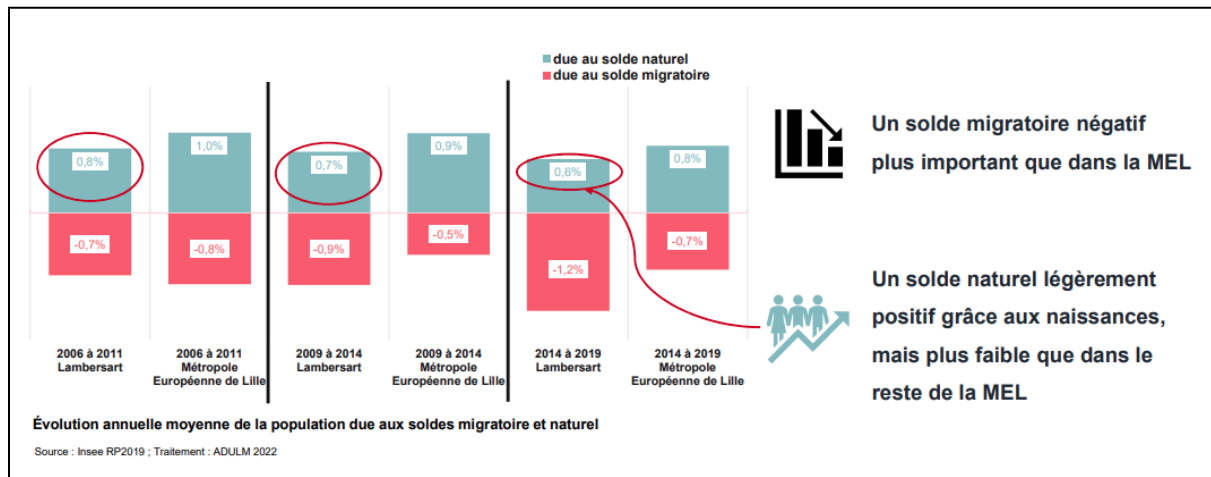 due au solde naturel
due au solde migratoire
0,8%
1,0%
0,7%
0,9%
0,6%
0,8%
-0,7%
-0,8%
-0,9%
-0,5%
-1,2%
-0,7%
2006 à 2011
Lambersart
2006 à 2011
Métropole
Européenne de Lille
2009 à 2014
Lambersart
2009 à 2014
Métropole
Européenne de Lille
2014 à 2019
Lambersart
2014 à 2019
Métropole
Européenne de Lille
Évolution annuelle moyenne de la population due aux soldes migratoire et naturel
Source : Insee RP2019 ; Traitement : ADULM 2022
Un solde migratoire négatif
plus important que dans la MEL
Un solde naturel légèrement
positif grâce aux naissances,
mais plus faible que dans le
reste de la MEL